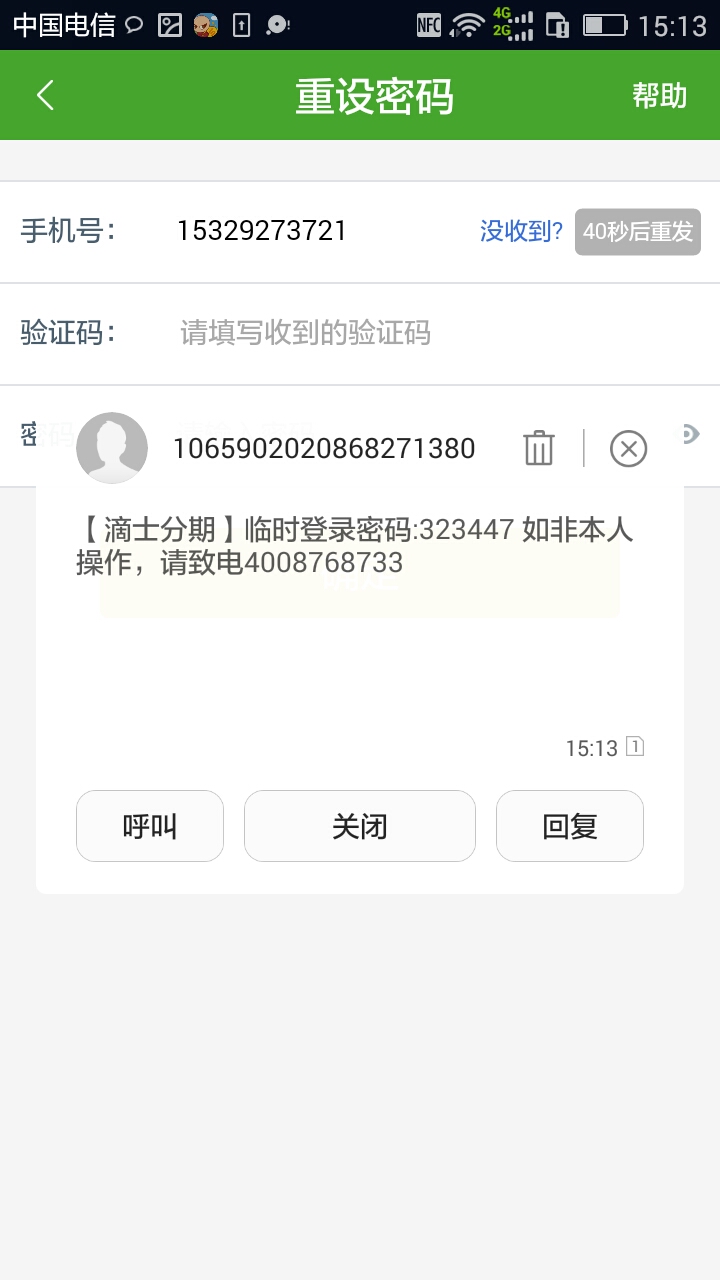 中国电信 NFC 4G 2G 15:13
重设密码 帮助
手机号： 15329273721 没收到? 40秒后重发
验证码： 请填写收到的验证码
密码
1065902020868271380
【滴士分期】临时登录密码:323447 如非本人
操作，请致电4008768733
15:13 1
呼叫 关闭 回复